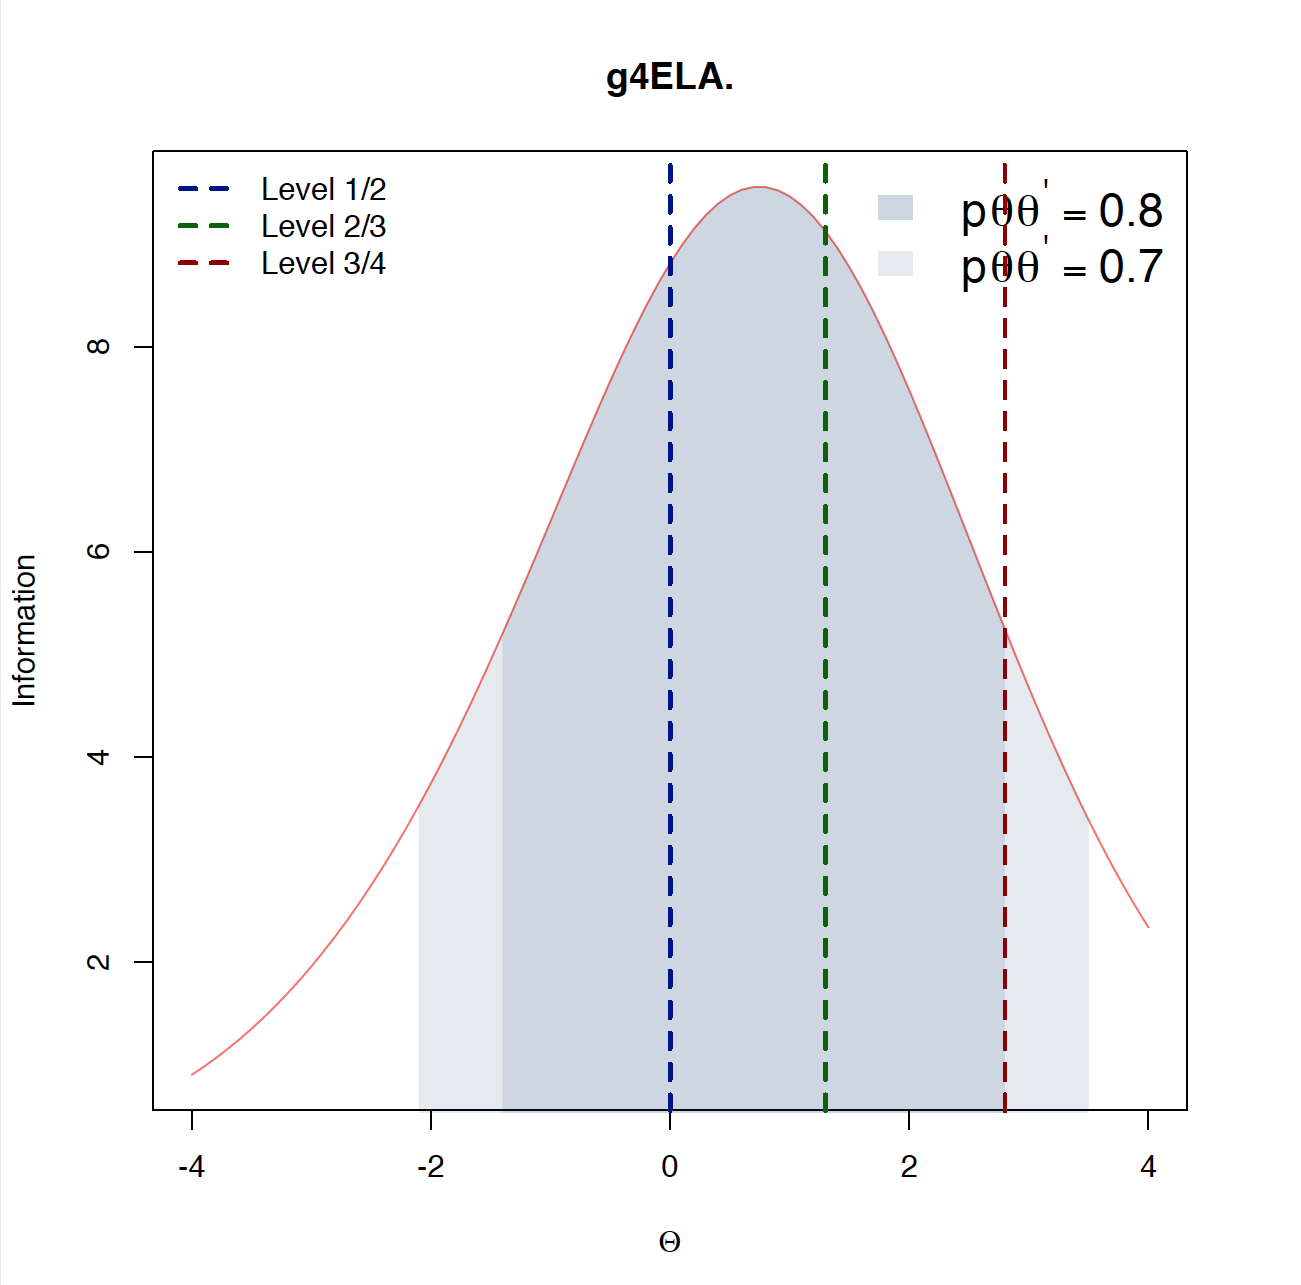 g4ELA.
Level 1/2
Level 2/3
Level 3/4
pθθ' = 0.8
pθθ' = 0.7
Information
8
6
4
2
-4 -2 0 2 4
Θ